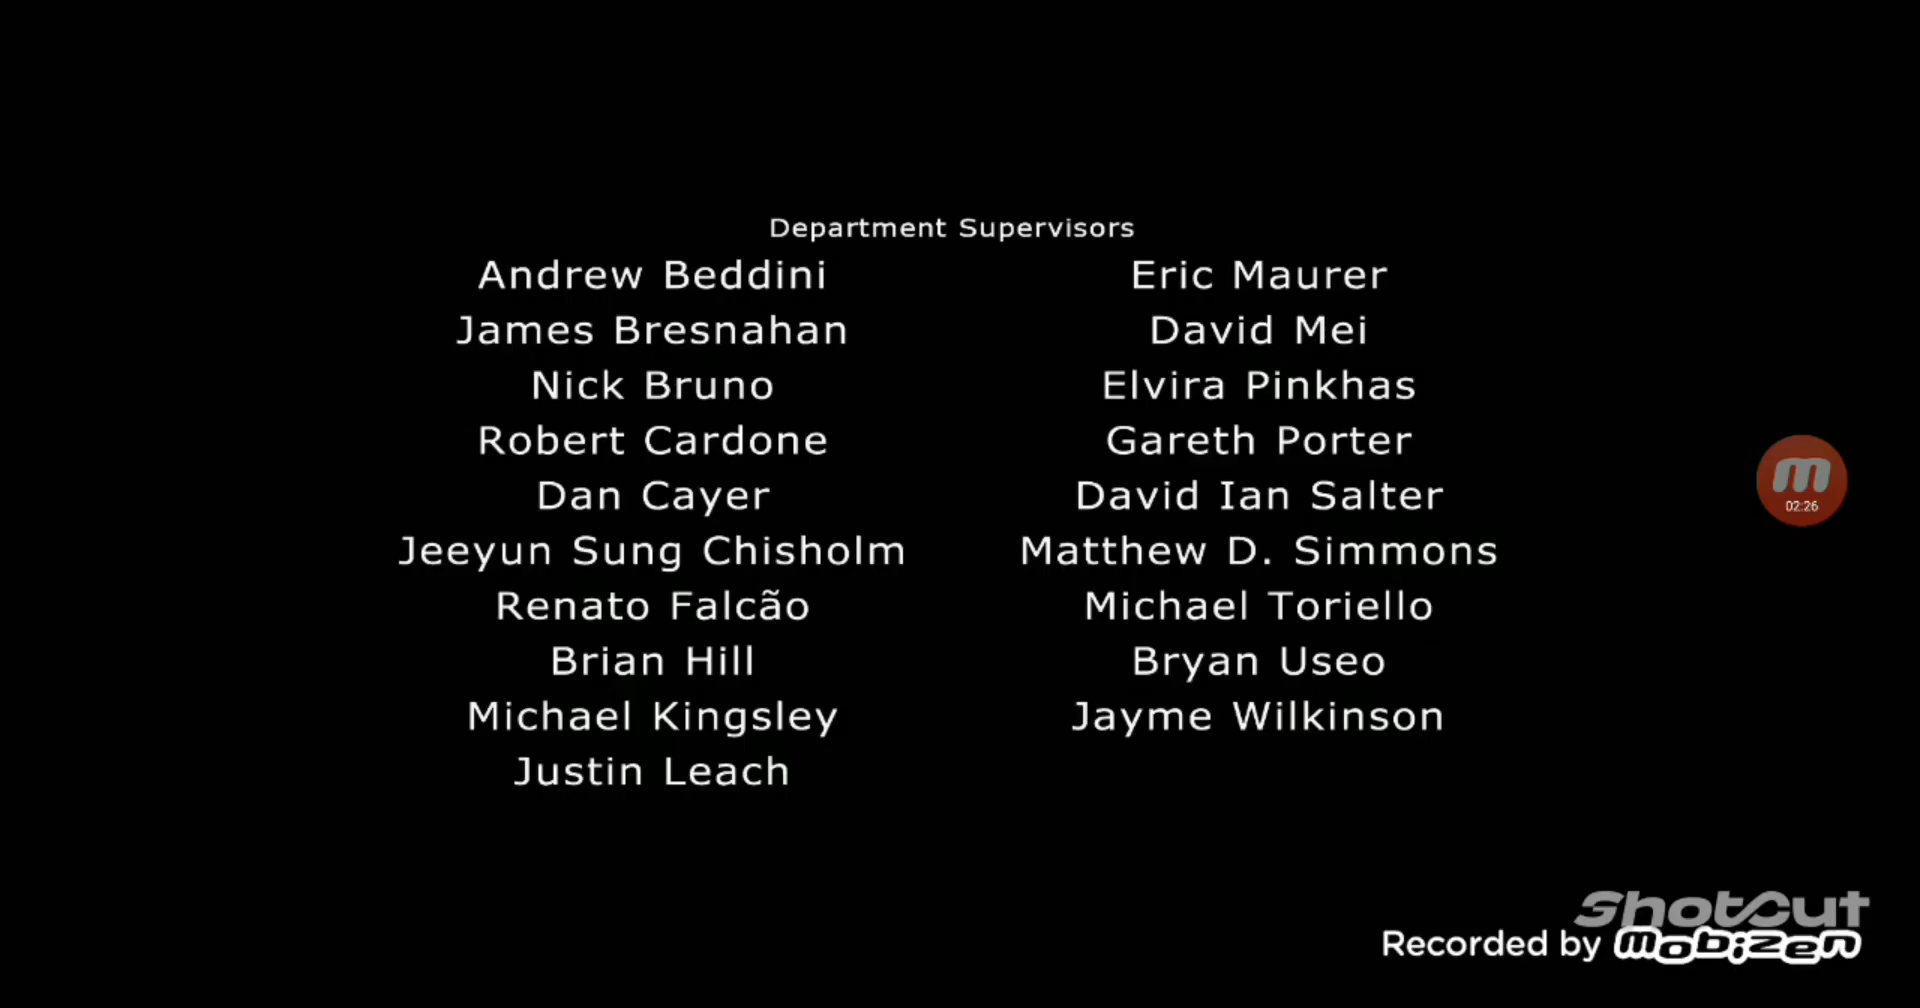 Department Supervisors
Andrew Beddini
James Bresnahan
Nick Bruno
Robert Cardone
Dan Cayer
Jeeyun Sung Chisholm
Renato Falcão
Brian Hill
Michael Kingsley
Justin Leach
Eric Maurer
David Mei
Elvira Pinkhas
Gareth Porter
David Ian Salter
Matthew D. Simmons
Michael Toriello
Bryan Useo
Jayme Wilkinson
m
02:26
Shotcut
Recorded by mobizen